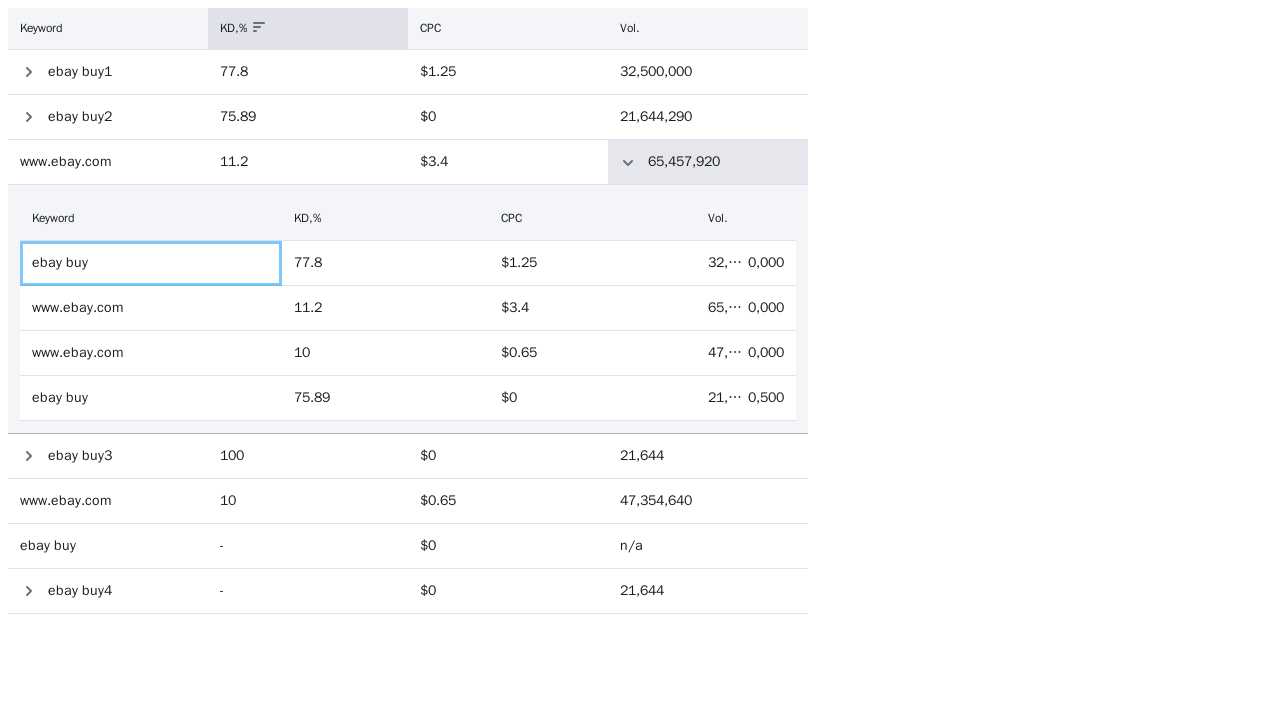 Keyword KD,% CPC Vol.
ebay buy1 77.8 $1.25 32,500,000
ebay buy2 75.89 $0 21,644,290
www.ebay.com 11.2 $3.4 65,457,920
Keyword KD,% CPC Vol.
ebay buy 77.8 $1.25 32,··· 0,000
www.ebay.com 11.2 $3.4 65,··· 0,000
www.ebay.com 10 $0.65 47,··· 0,000
ebay buy 75.89 $0 21,··· 0,500
ebay buy3 100 $0 21,644
www.ebay.com 10 $0.65 47,354,640
ebay buy - $0 n/a
ebay buy4 - $0 21,644